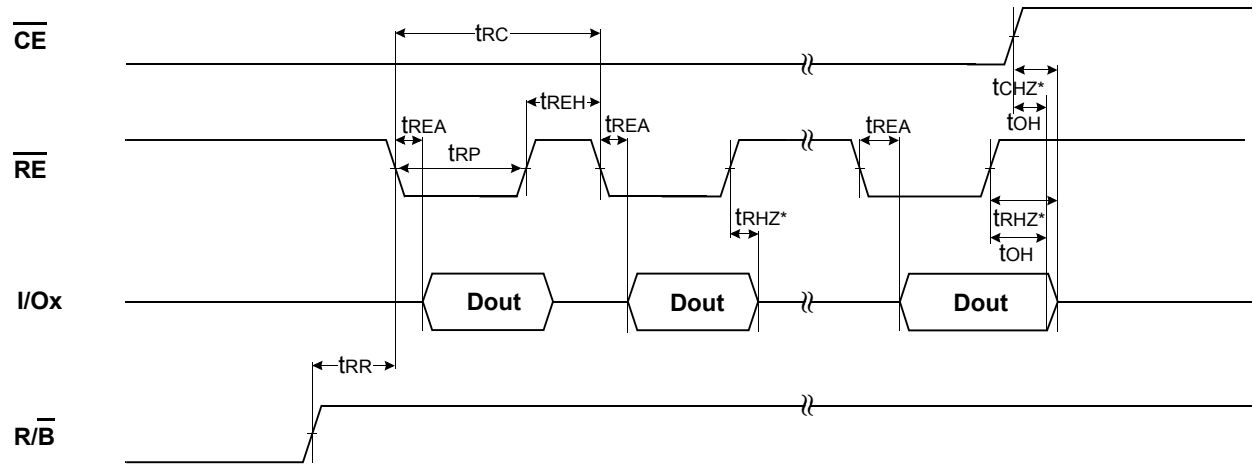 CE
tRC
tCHZ*
tREH
tOH
tREA
tREA
tREA
tRP
RE
tRHZ*
tRHZ*
tOH
I/Ox
Dout
Dout
Dout
tRR
R/B